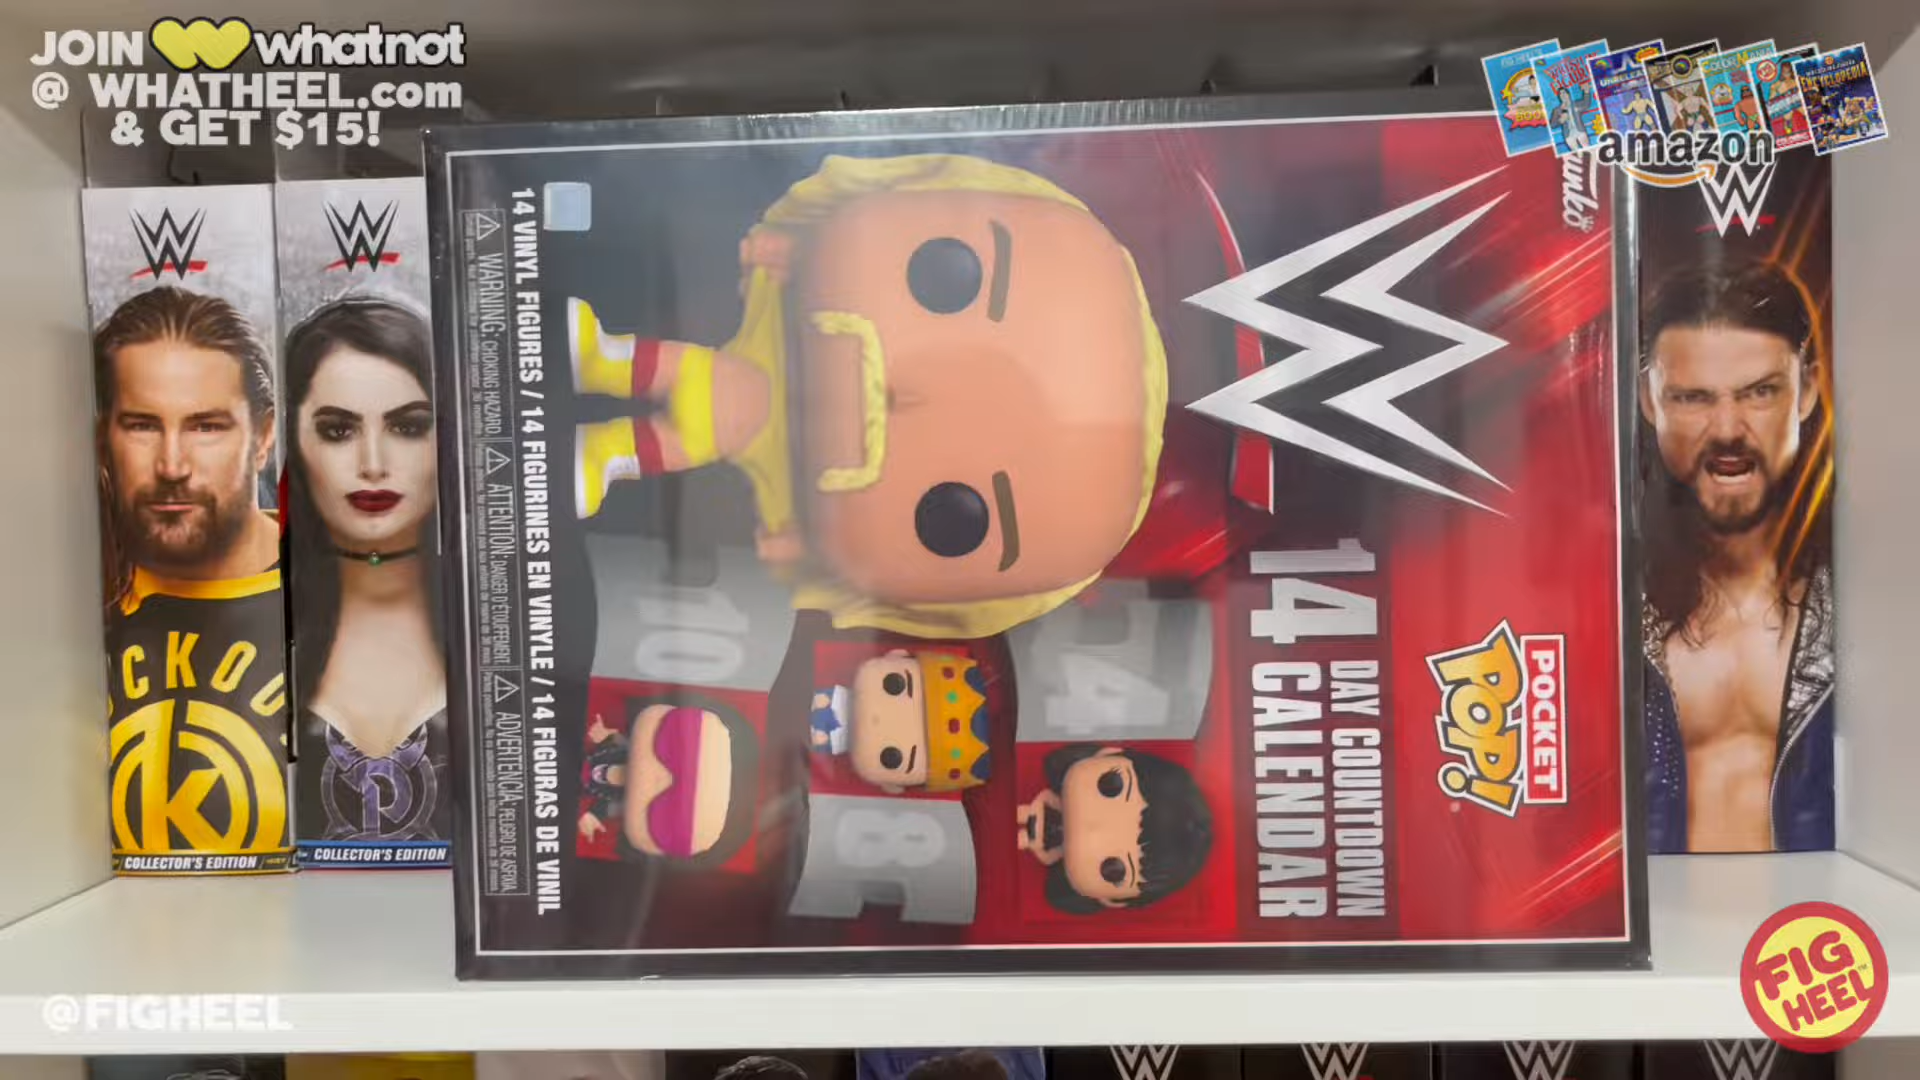 JOIN whatnot
@ WHATHEEL.com
& GET $15!
amazon
ENCYCLOPEDIA
Funko
W
POCKET
POP!
14 DAY COUNTDOWN
CALENDAR
14
10
8
14 VINYL FIGURES / 14 FIGURINES EN VINYLE / 14 FIGURAS DE VINIL
WARNING: CHOKING HAZARD.
ATTENTION: DANGER D'ÉTOUFFEMENT.
ADVERTENCIA: PELIGRO DE ASFIXIA.
COLLECTOR'S EDITION
COLLECTOR'S EDITION
@FIGHEEL
FIG
HEEL